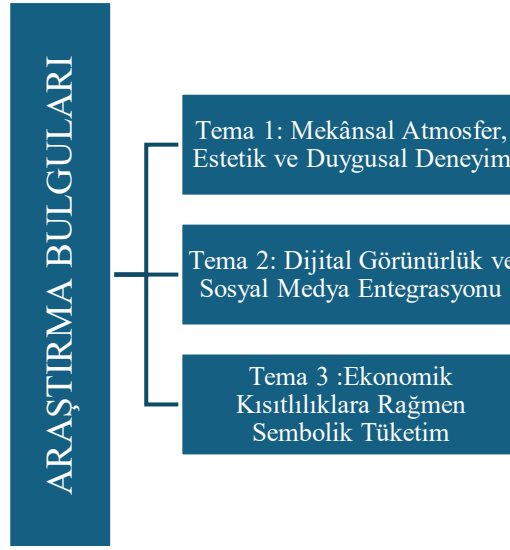 ARAŞTIRMA BULGULARI
Tema 1: Mekânsal Atmosfer,
Estetik ve Duygusal Deneyim
Tema 2: Dijital Görünürlük ve
Sosyal Medya Entegrasyonu
Tema 3 :Ekonomik
Kısıtlılıklara Rağmen
Sembolik Tüketim